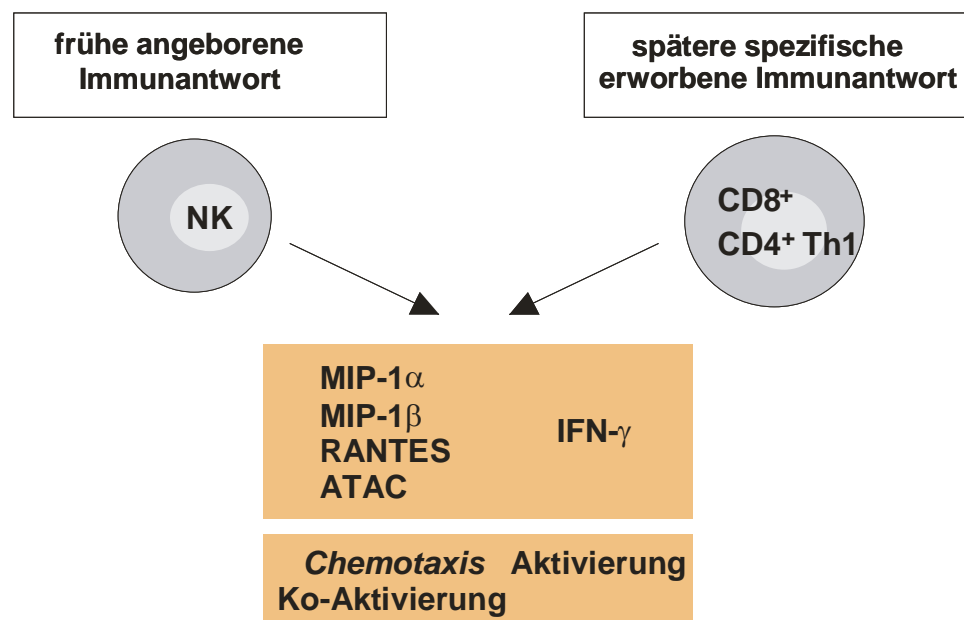 frühe angeborene
Immunantwort
spätere spezifische
erworbene Immunantwort
NK
CD8⁺
CD4⁺ Th1
MIP-1α
MIP-1β
RANTES
ATAC
IFN-γ
Chemotaxis Aktivierung
Ko-Aktivierung